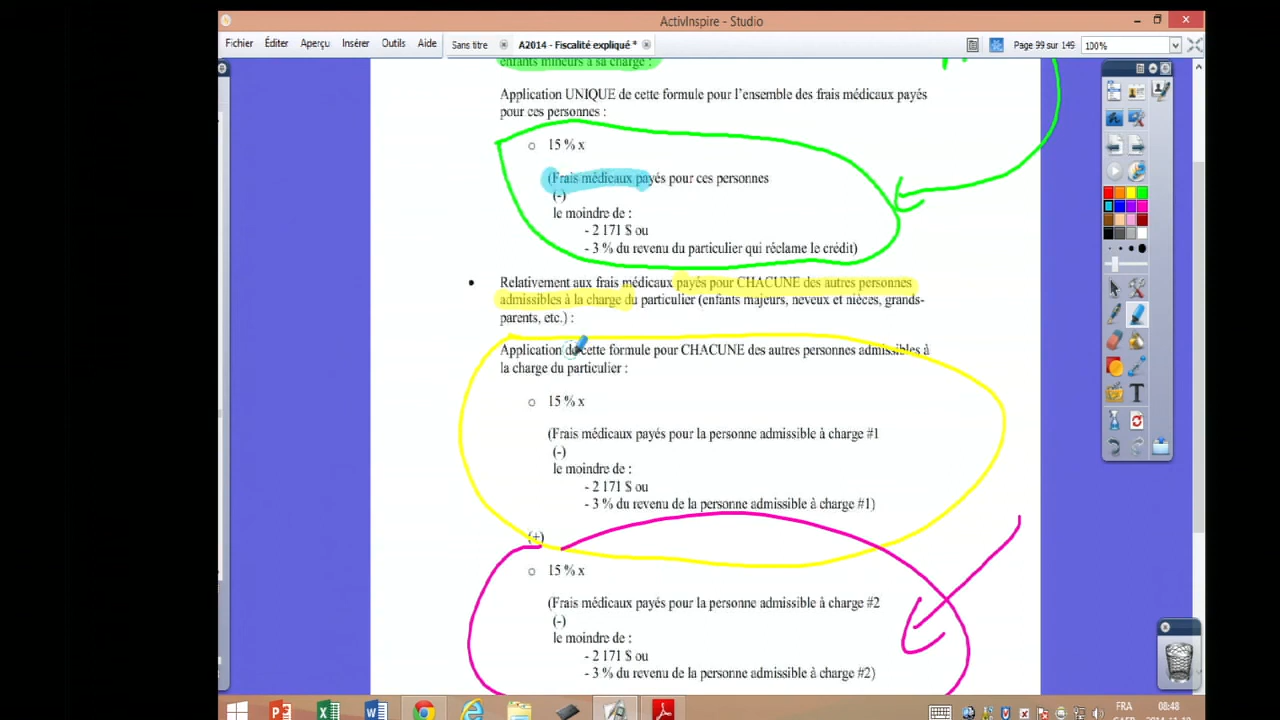 ActivInspire - Studio
Fichier Éditer Aperçu Insérer Outils Aide
Sans titre
A2014 - Fiscalité expliqué *
Page 99 sur 149
100%
enfants mineurs à sa charge :
Application UNIQUE de cette formule pour l'ensemble des frais médicaux payés
pour ces personnes :
o 15 % x
(Frais médicaux payés pour ces personnes
(-)
le moindre de :
- 2 171 $ ou
- 3 % du revenu du particulier qui réclame le crédit)
• Relativement aux frais médicaux payés pour CHACUNE des autres personnes
admissibles à la charge du particulier (enfants majeurs, neveux et nièces, grands-
parents, etc.) :
Application de cette formule pour CHACUNE des autres personnes admissibles à
la charge du particulier :
o 15 % x
(Frais médicaux payés pour la personne admissible à charge #1
(-)
le moindre de :
- 2 171 $ ou
- 3 % du revenu de la personne admissible à charge #1)
(+)
o 15 % x
(Frais médicaux payés pour la personne admissible à charge #2
(-)
le moindre de :
- 2 171 $ ou
- 3 % du revenu de la personne admissible à charge #2)
FR
08:48